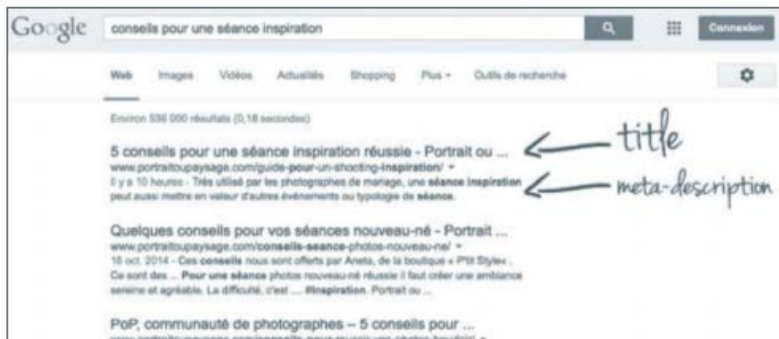 Google conseils pour une séance inspiration Connexion
Web Images Vidéos Actualités Shopping Plus Outils de recherche
Environ 536 000 résultats (0,18 secondes)
5 conseils pour une séance inspiration réussie - Portrait ou ...
title
www.portraitoupaysage.com/guide-pour-un-shooting-inspiration/
Il y a 10 heures - Très utilisé par les photographes de mariage, une séance inspiration
meta-description
peut aussi mettre en valeur d'autres évènements ou typologie de séance.
Quelques conseils pour vos séances nouveau-né - Portrait ...
www.portraitoupaysage.com/conseils-seance-photos-nouveau-ne/
16 oct. 2014 - Ces conseils nous sont offerts par Aneta, de la boutique « P'tit Style« .
Ce sont des ... Pour une séance photos nouveau-né réussie il faut créer une ambiance
sereine et agréable. La difficulté, c'est .... #Inspiration. Portrait ou ...
PoP, communauté de photographes – 5 conseils pour ...